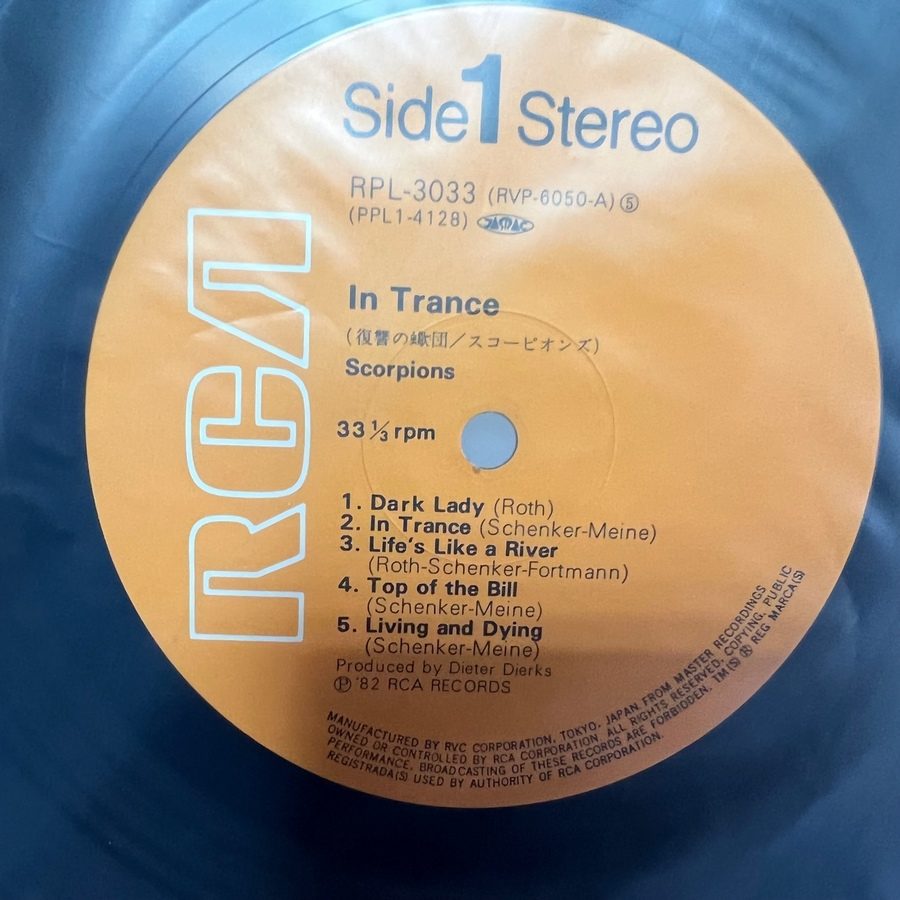 Side 1 Stereo
RPL-3033 (RVP-6050-A) ⑤
(PPL1-4128) JASRAC
RCA
In Trance
(復讐の蠍団/スコーピオンズ)
Scorpions
33 1/3 rpm
1. Dark Lady (Roth)
2. In Trance (Schenker-Meine)
3. Life's Like a River
(Roth-Schenker-Fortmann)
4. Top of the Bill
(Schenker-Meine)
5. Living and Dying
(Schenker-Meine)
Produced by Dieter Dierks
Ⓟ '82 RCA RECORDS
MANUFACTURED BY RVC CORPORATION, TOKYO, JAPAN FROM MASTER RECORDINGS
OWNED OR CONTROLLED BY RCA CORPORATION. ALL RIGHTS RESERVED. COPYING, PUBLIC
PERFORMANCE, BROADCASTING OF THESE RECORDS ARE FORBIDDEN. TM(S) ® REG MARCA(S)
REGISTRADA(S) USED BY AUTHORITY OF RCA CORPORATION.